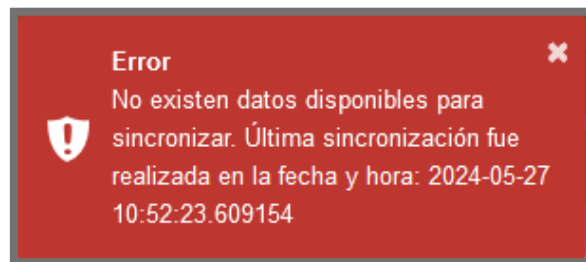 Error
No existen datos disponibles para
sincronizar. Última sincronización fue
realizada en la fecha y hora: 2024-05-27
10:52:23.609154